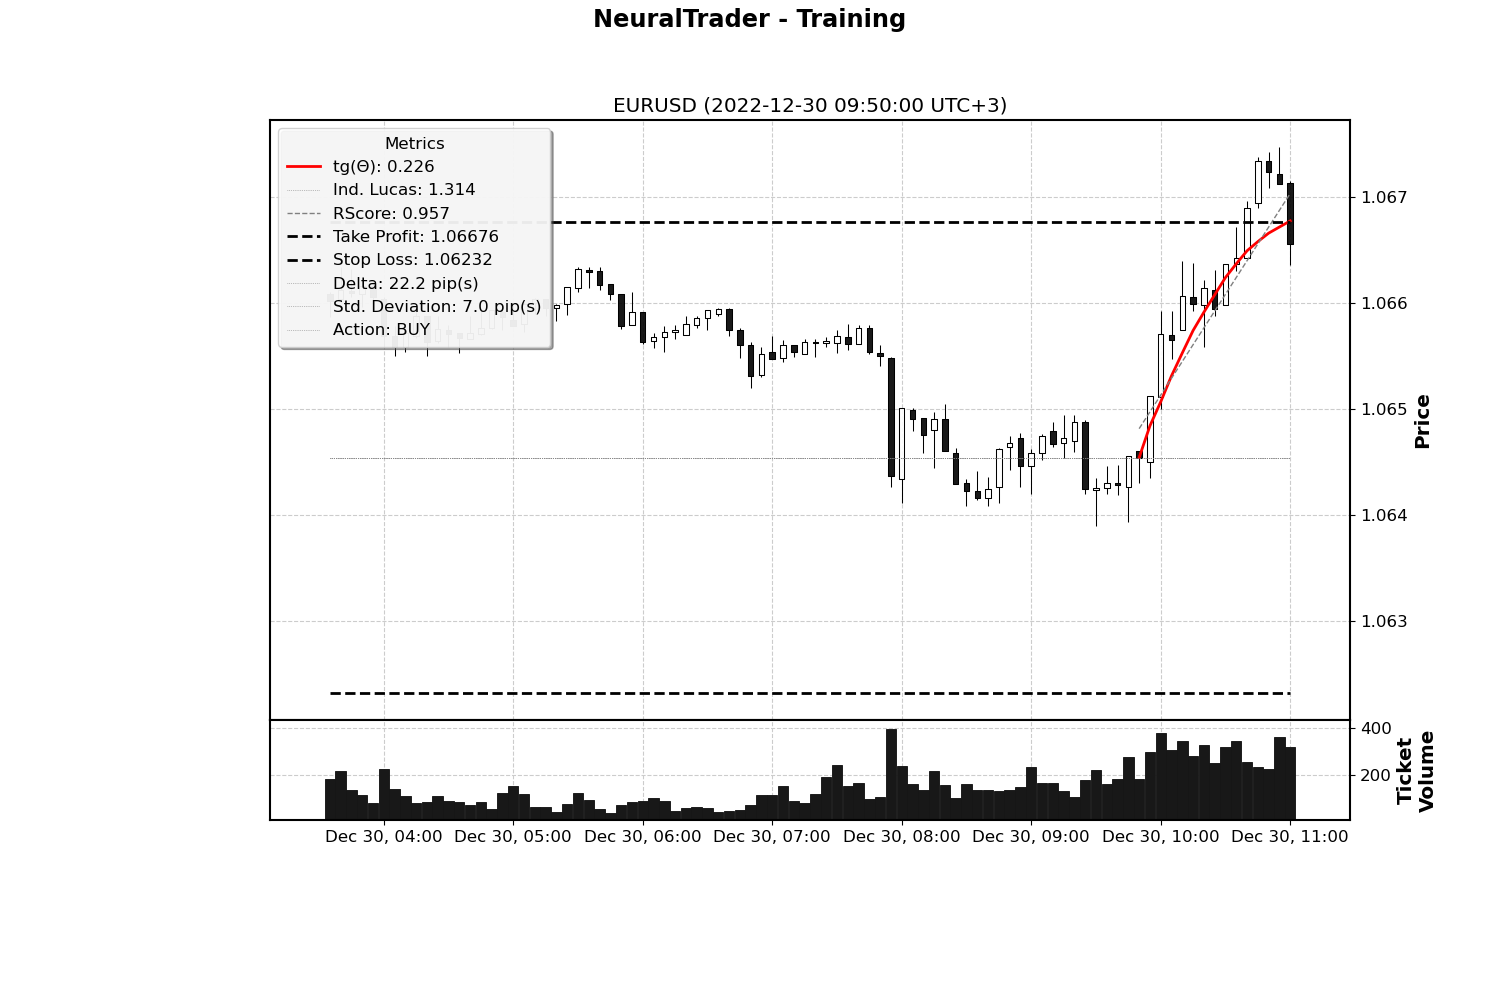 NeuralTrader - Training
EURUSD (2022-12-30 09:50:00 UTC+3)
Metrics
tg(Θ): 0.226
Ind. Lucas: 1.314
RScore: 0.957
Take Profit: 1.06676
Stop Loss: 1.06232
Delta: 22.2 pip(s)
Std. Deviation: 7.0 pip(s)
Action: BUY
1.067
1.066
1.065
1.064
1.063
Price
400
200
Ticket
Volume
Dec 30, 04:00 Dec 30, 05:00 Dec 30, 06:00 Dec 30, 07:00 Dec 30, 08:00 Dec 30, 09:00 Dec 30, 10:00 Dec 30, 11:00